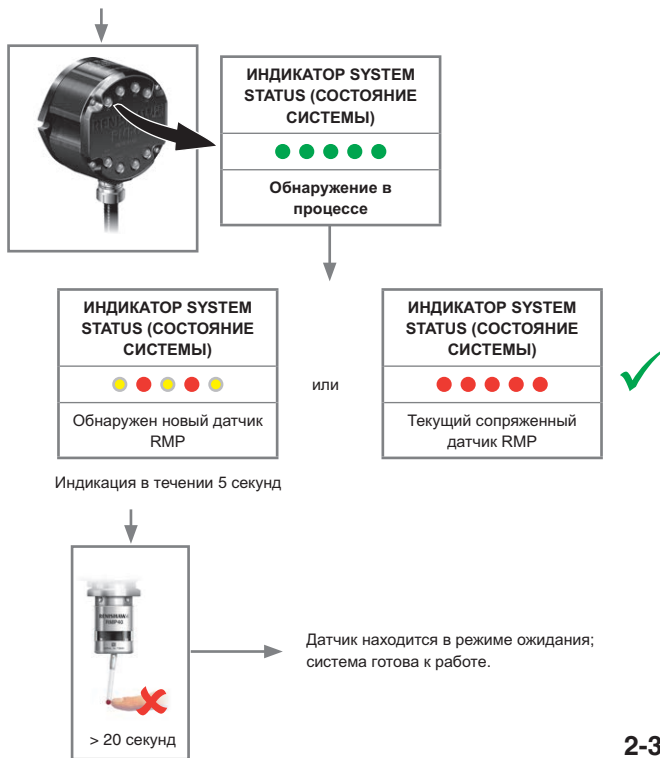 ИНДИКАТОР SYSTEM
STATUS (СОСТОЯНИЕ
СИСТЕМЫ)
Обнаружение в
процессе
ИНДИКАТОР SYSTEM
STATUS (СОСТОЯНИЕ
СИСТЕМЫ)
Обнаружен новый датчик
RMP
или
ИНДИКАТОР SYSTEM
STATUS (СОСТОЯНИЕ
СИСТЕМЫ)
Текущий сопряженный
датчик RMP
Индикация в течении 5 секунд
RENISHAW
RMP40
> 20 секунд
Датчик находится в режиме ожидания;
система готова к работе.
2-3